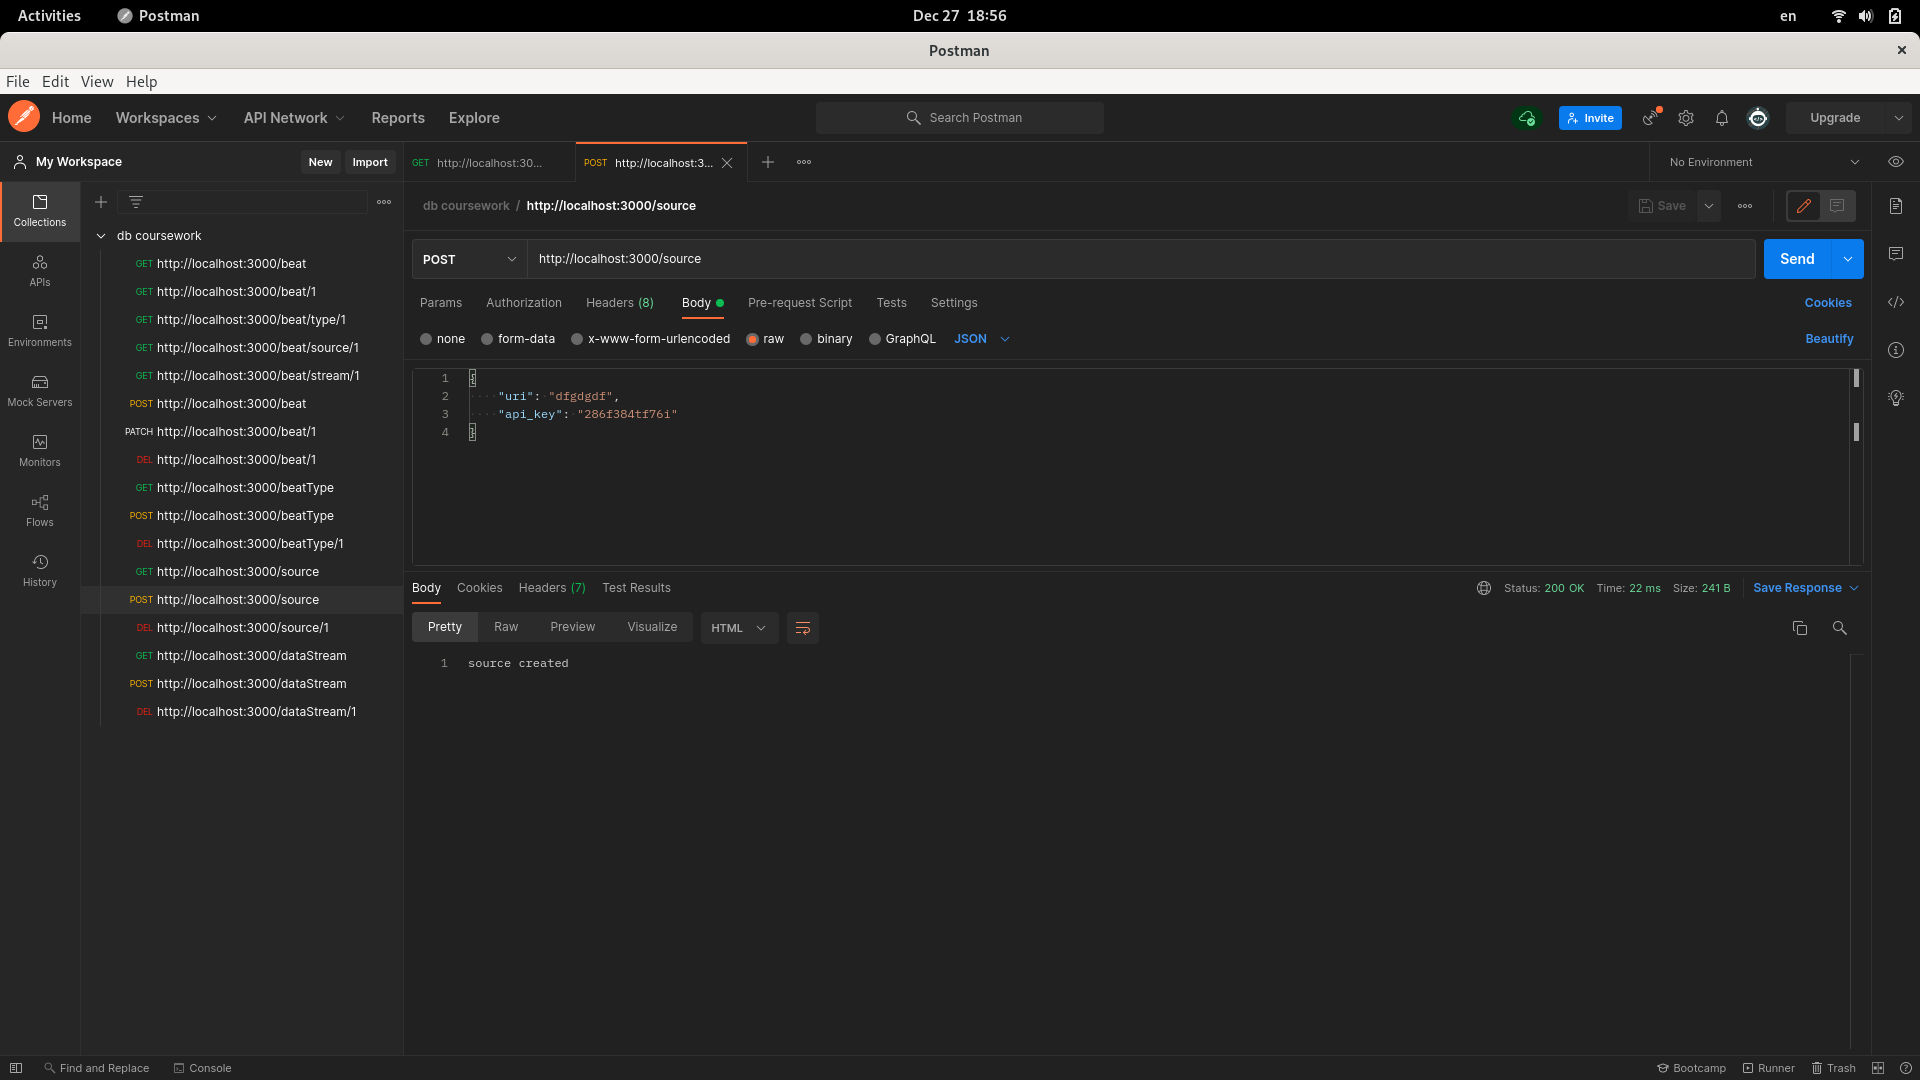 Activities Postman Dec 27 18:56 en
Postman
File Edit View Help
Home Workspaces API Network Reports Explore Search Postman Invite Upgrade
My Workspace New Import GET http://localhost:30... POST http://localhost:3... No Environment
db coursework / http://localhost:3000/source Save
Collections
APIs
Environments
Mock Servers
Monitors
Flows
History
db coursework
GET http://localhost:3000/beat
GET http://localhost:3000/beat/1
GET http://localhost:3000/beat/type/1
GET http://localhost:3000/beat/source/1
GET http://localhost:3000/beat/stream/1
POST http://localhost:3000/beat
PATCH http://localhost:3000/beat/1
DEL http://localhost:3000/beat/1
GET http://localhost:3000/beatType
POST http://localhost:3000/beatType
DEL http://localhost:3000/beatType/1
GET http://localhost:3000/source
POST http://localhost:3000/source
DEL http://localhost:3000/source/1
GET http://localhost:3000/dataStream
POST http://localhost:3000/dataStream
DEL http://localhost:3000/dataStream/1
POST http://localhost:3000/source Send
Params Authorization Headers (8) Body Pre-request Script Tests Settings Cookies
none form-data x-www-form-urlencoded raw binary GraphQL JSON Beautify
1 {
2 "uri": "dfgdgdf",
3 "api_key": "286f384tf76i"
4 }
Body Cookies Headers (7) Test Results Status: 200 OK Time: 22 ms Size: 241 B Save Response
Pretty Raw Preview Visualize HTML
1 source created
Find and Replace Console Bootcamp Runner Trash